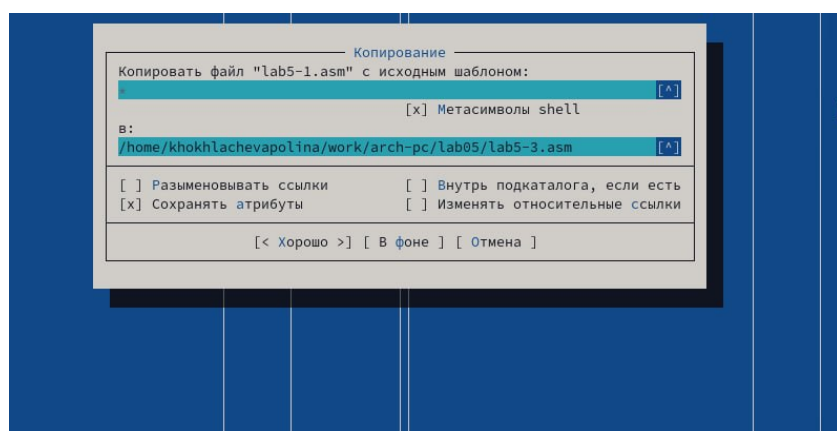 Копирование
Копировать файл "lab5-1.asm" с исходным шаблоном:
* [^]
[x] Метасимволы shell
в:
/home/khokhlachevapolina/work/arch-pc/lab05/lab5-3.asm [^]
[ ] Разыменовывать ссылки [ ] Внутрь подкаталога, если есть
[x] Сохранять атрибуты [ ] Изменять относительные ссылки
[< Хорошо >] [ В фоне ] [ Отмена ]